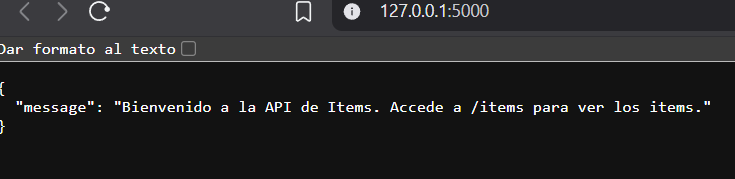 127.0.0.1:5000
Dar formato al texto
{
"message": "Bienvenido a la API de Items. Accede a /items para ver los items."
}